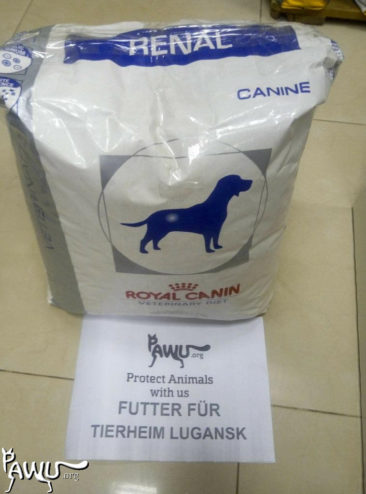 RENAL
CANINE
ROYAL CANIN
VETERINARY DIET
PAWU.org
Protect Animals
with us
FUTTER FÜR
TIERHEIM LUGANSK
PAWU.org